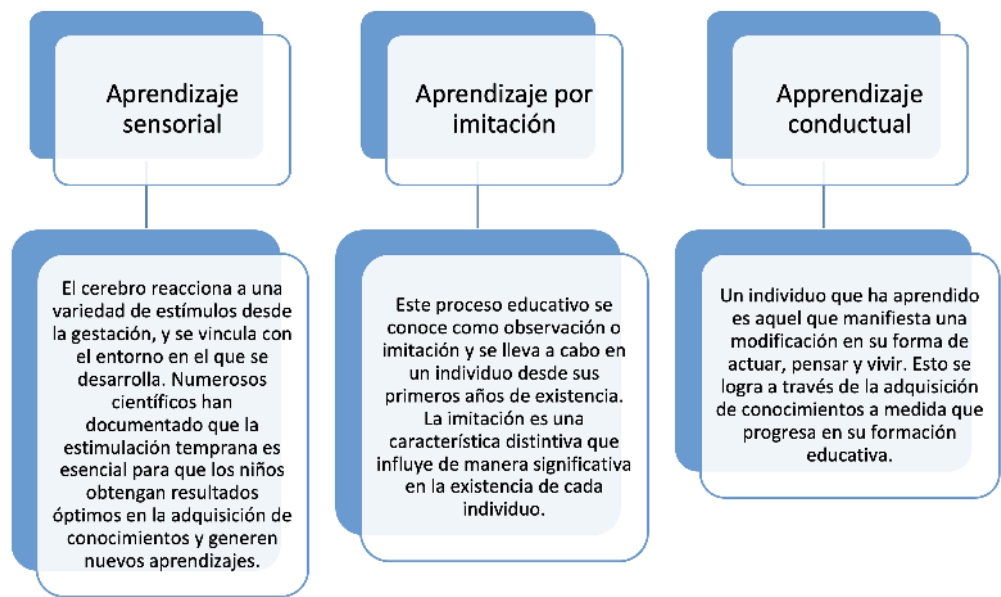 Aprendizaje
sensorial
El cerebro reacciona a una
variedad de estímulos desde
la gestación, y se vincula con
el entorno en el que se
desarrolla. Numerosos
científicos han
documentado que la
estimulación temprana es
esencial para que los niños
obtengan resultados
óptimos en la adquisición de
conocimientos y generen
nuevos aprendizajes.
Aprendizaje por
imitación
Este proceso educativo se
conoce como observación o
imitación y se lleva a cabo en
un individuo desde sus
primeros años de existencia.
La imitación es una
característica distintiva que
influye de manera significativa
en la existencia de cada
individuo.
Apprendizaje
conductual
Un individuo que ha aprendido
es aquel que manifiesta una
modificación en su forma de
actuar, pensar y vivir. Esto se
logra a través de la adquisición
de conocimientos a medida que
progresa en su formación
educativa.